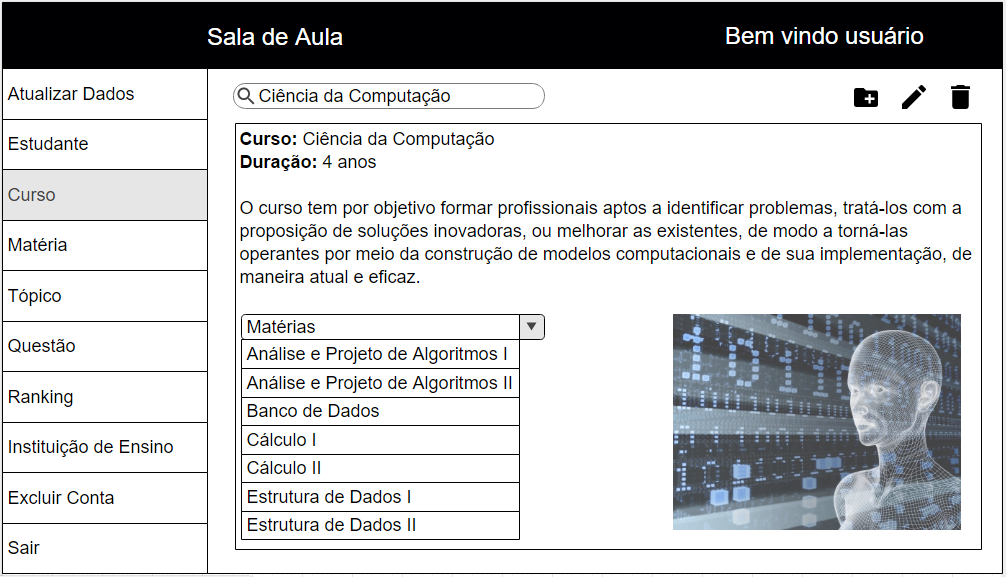 Sala de Aula
Bem vindo usuário
Atualizar Dados
Estudante
Curso
Matéria
Tópico
Questão
Ranking
Instituição de Ensino
Excluir Conta
Sair
Ciência da Computação
Curso: Ciência da Computação
Duração: 4 anos
O curso tem por objetivo formar profissionais aptos a identificar problemas, tratá-los com a
proposição de soluções inovadoras, ou melhorar as existentes, de modo a torná-las
operantes por meio da construção de modelos computacionais e de sua implementação, de
maneira atual e eficaz.
Matérias
Análise e Projeto de Algoritmos I
Análise e Projeto de Algoritmos II
Banco de Dados
Cálculo I
Cálculo II
Estrutura de Dados I
Estrutura de Dados II